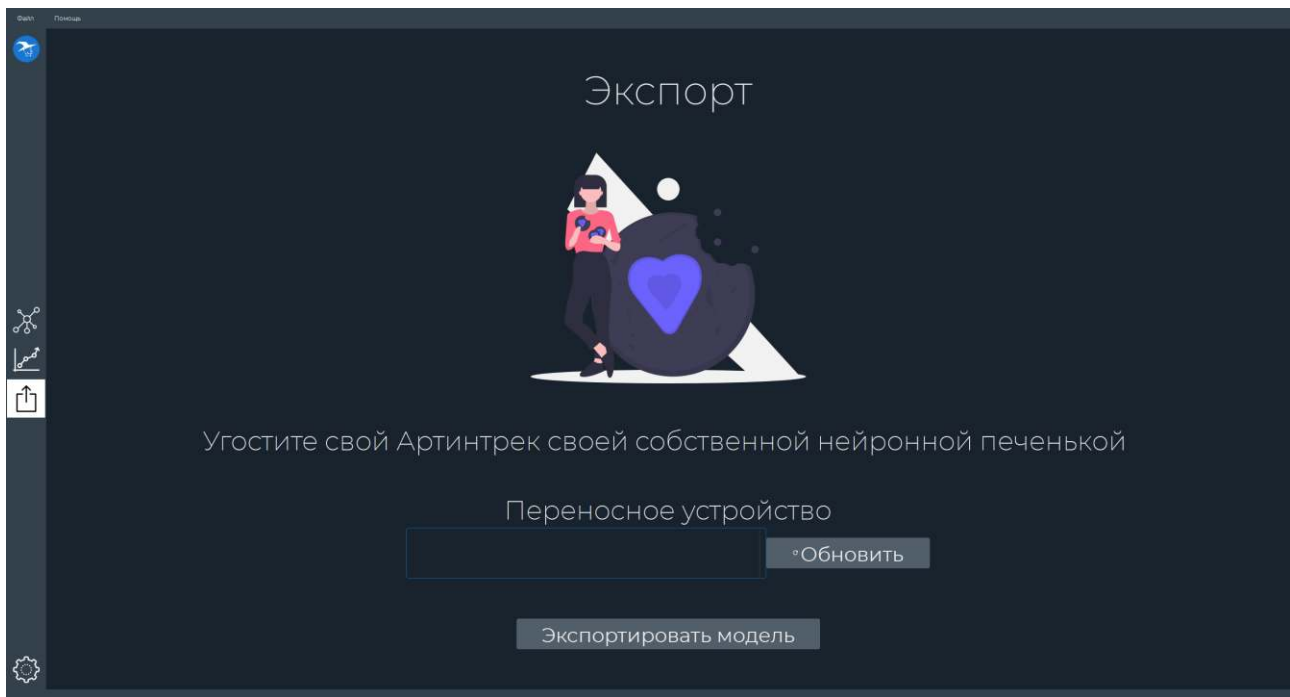 Файл Помощь
Экспорт
Угостите свой Артинтрек своей собственной нейронной печенькой
Переносное устройство
Обновить
Экспортировать модель